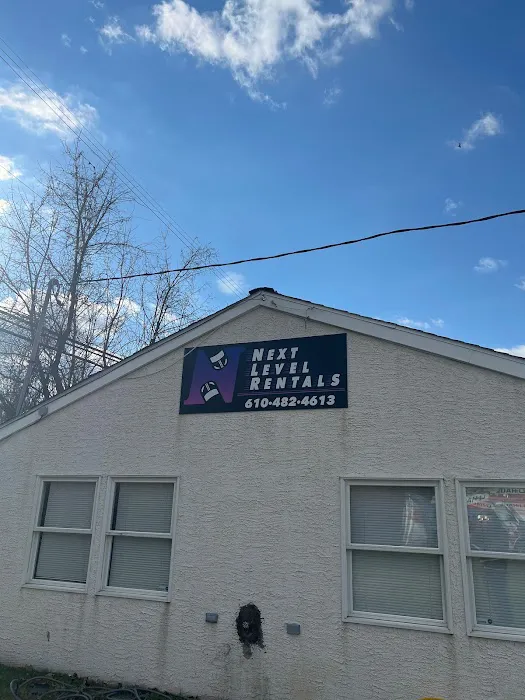 NEXT
LEVEL
RENTALS
610-482-4613